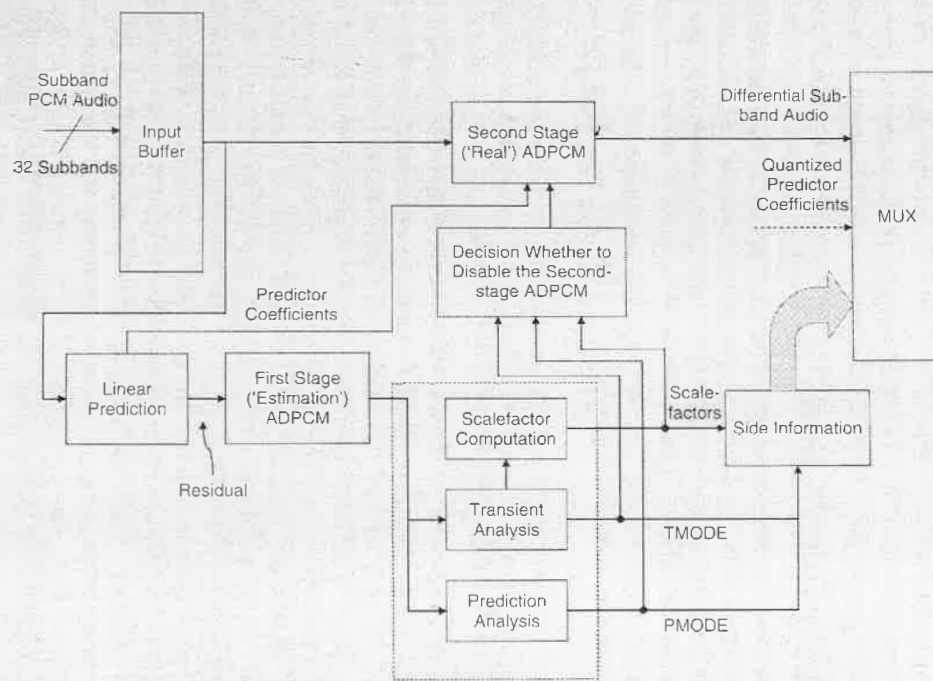 Subband
PCM Audio
32 Subbands
Input
Buffer
Second Stage
('Real') ADPCM
Differential Sub-
band Audio
Quantized
Predictor
Coefficients
MUX
Decision Whether to
Disable the Second-
stage ADPCM
Predictor
Coefficients
Linear
Prediction
First Stage
('Estimation')
ADPCM
Residual
Scalefactor
Computation
Scale-
factors
Side Information
Transient
Analysis
TMODE
Prediction
Analysis
PMODE